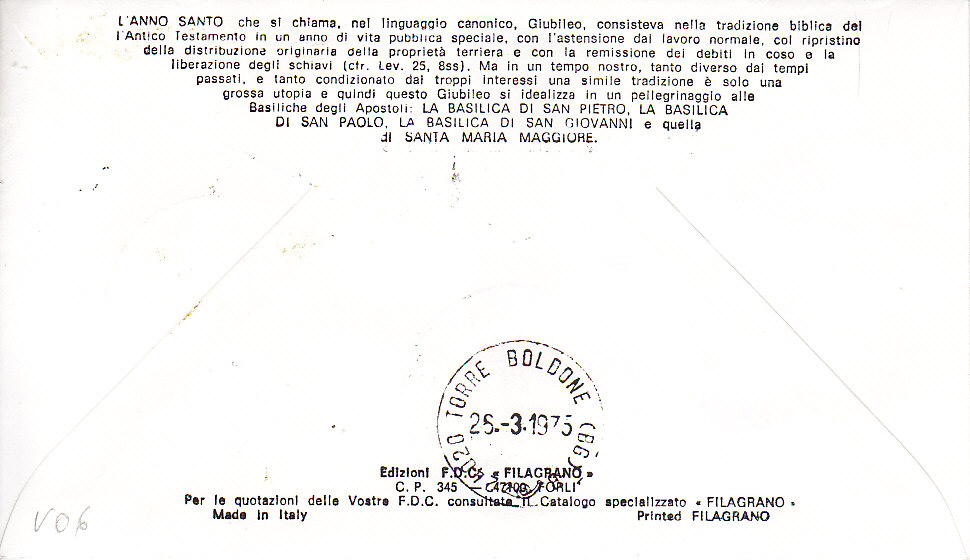 L'ANNO SANTO che si chiama, nel linguaggio canonico, Giubileo, consisteva nella tradizione biblica del
l'Antico Testamento in un anno di vita pubblica speciale, con l'astensione dal lavoro normale, col ripristino
della distribuzione originaria della proprietà terriera e con la remissione dei debiti in coso e la
liberazione degli schiavi (cfr. Lev. 25, 8ss). Ma in un tempo nostro, tanto diverso dai tempi
passati, e tanto condizionato dai troppi interessi una simile tradizione è solo una
grossa utopia e quindi questo Giubileo si idealizza in un pellegrinaggio alle
Basiliche degli Apostoli: LA BASILICA DI SAN PIETRO, LA BASILICA
DI SAN PAOLO, LA BASILICA DI SAN GIOVANNI e quella
di SANTA MARIA MAGGIORE.
24020 TORRE BOLDONE (BG)
26.-3.1975
Edizioni F.D.C. « FILAGRANO »
C. P. 345 — 47100 FORLI'
Per le quotazioni delle Vostre F.D.C. consultate IL Catalogo specializzato « FILAGRANO »
Made in Italy Printed FILAGRANO
V06